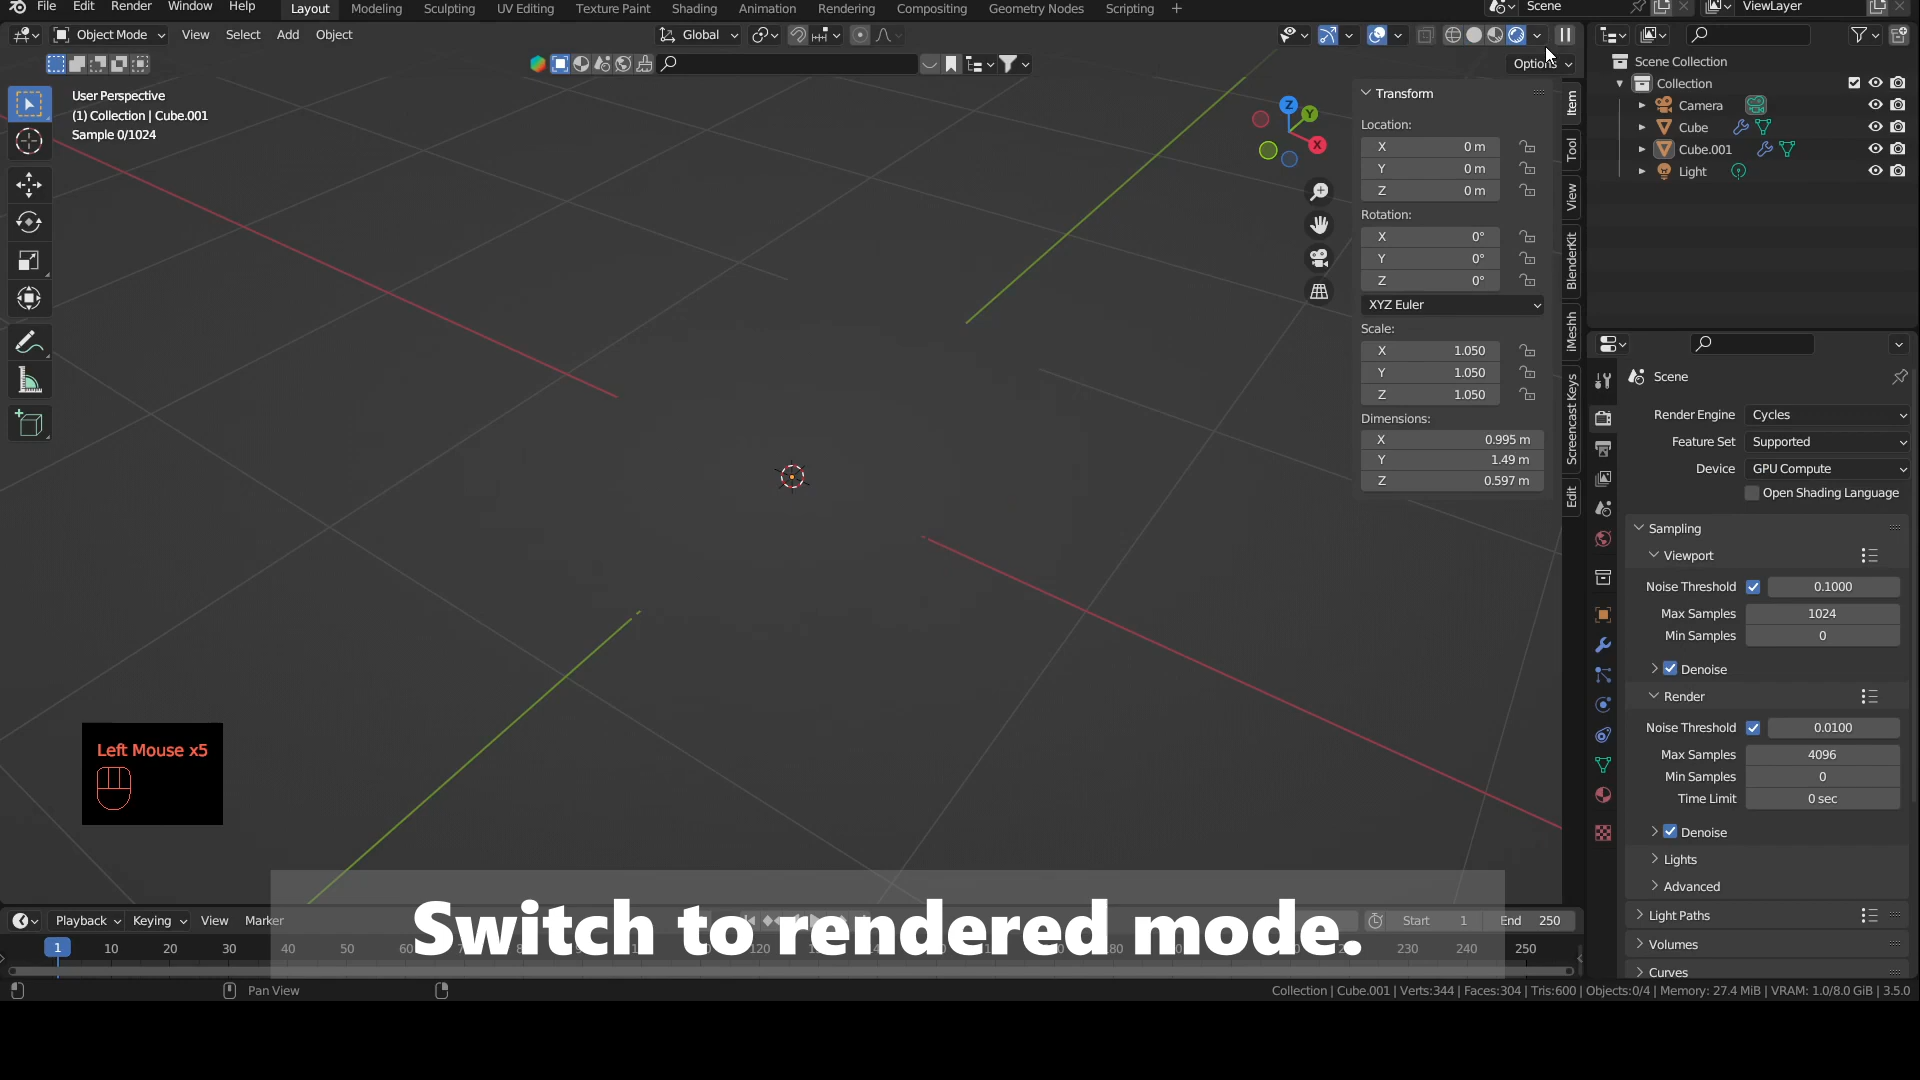 File Edit Render Window Help Layout Modeling Sculpting UV Editing Texture Paint Shading Animation Rendering Compositing Geometry Nodes Scripting + Scene ViewLayer
Object Mode View Select Add Object Global
Options
User Perspective
(1) Collection | Cube.001
Sample 0/1024
Z
Y
X
Transform
Location:
X 0 m
Y 0 m
Z 0 m
Rotation:
X 0°
Y 0°
Z 0°
XYZ Euler
Scale:
X 1.050
Y 1.050
Z 1.050
Dimensions:
X 0.995 m
Y 1.49 m
Z 0.597 m
Item
Tool
View
BlenderKit
iMeshh
Screencast Keys
Edit
Scene Collection
Collection
Camera
Cube
Cube.001
Light
Scene
Render Engine Cycles
Feature Set Supported
Device GPU Compute
Open Shading Language
Sampling
Viewport
Noise Threshold 0.1000
Max Samples 1024
Min Samples 0
Denoise
Render
Noise Threshold 0.0100
Max Samples 4096
Min Samples 0
Time Limit 0 sec
Denoise
Lights
Advanced
Light Paths
Volumes
Curves
Left Mouse x5
Switch to rendered mode.
Playback Keying View Marker Start 1 End 250
1 10 20 30 40 50 120 230 240 250
Pan View
Collection | Cube.001 | Verts:344 | Faces:304 | Tris:600 | Objects:0/4 | Memory: 27.4 MiB | VRAM: 1.0/8.0 GiB | 3.5.0